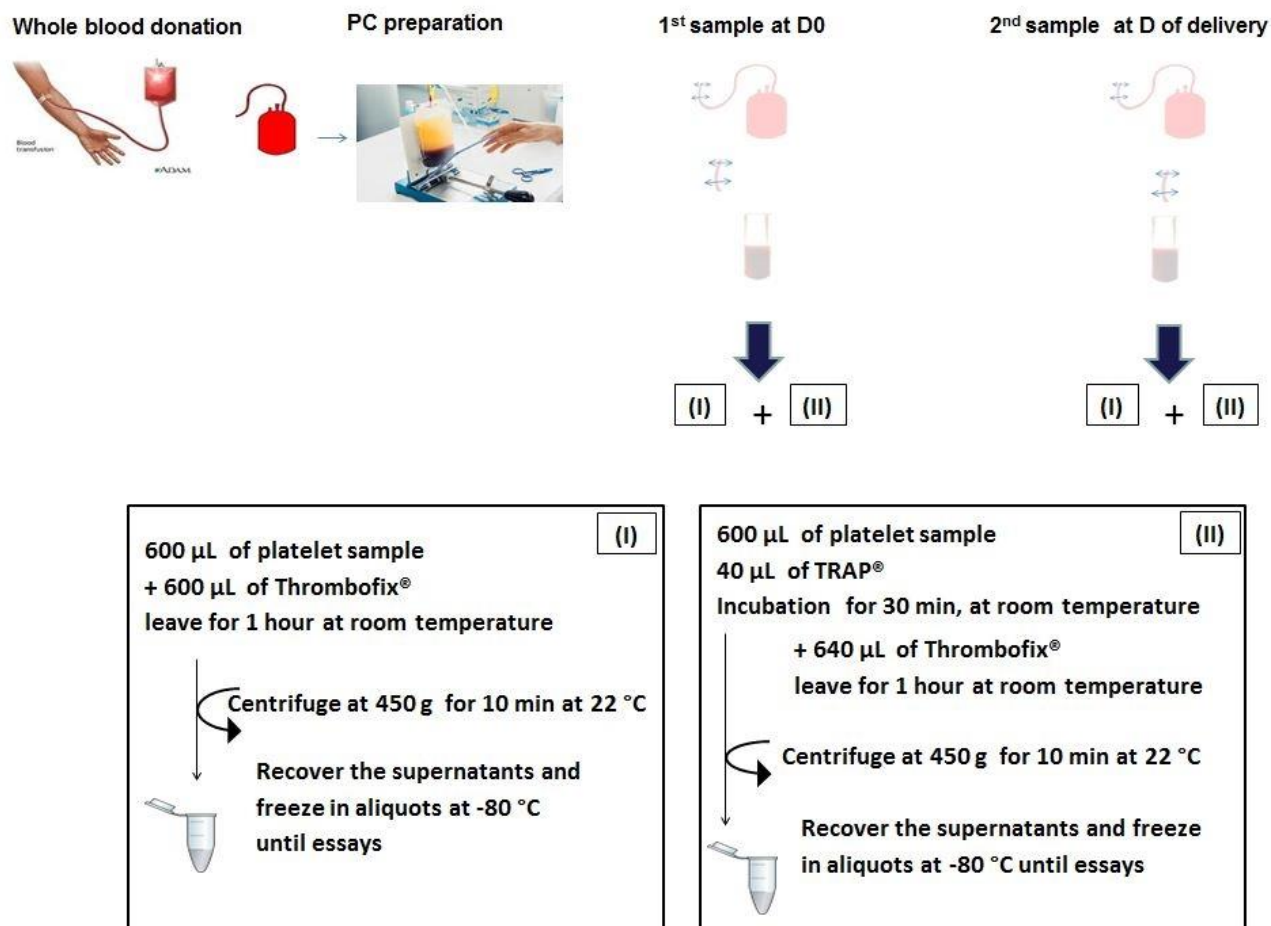 Whole blood donation
PC preparation
1st sample at D0
2nd sample at D of delivery
Blood
transfusion
ADAM
(I)
+
(II)
(I)
+
(II)
(I)
600 µL of platelet sample
+ 600 µL of Thrombofix®
leave for 1 hour at room temperature
Centrifuge at 450 g for 10 min at 22 °C
Recover the supernatants and
freeze in aliquots at -80 °C
until essays
(II)
600 µL of platelet sample
40 µL of TRAP®
Incubation for 30 min, at room temperature
+ 640 µL of Thrombofix®
leave for 1 hour at room temperature
Centrifuge at 450 g for 10 min at 22 °C
Recover the supernatants and freeze
in aliquots at -80 °C until essays